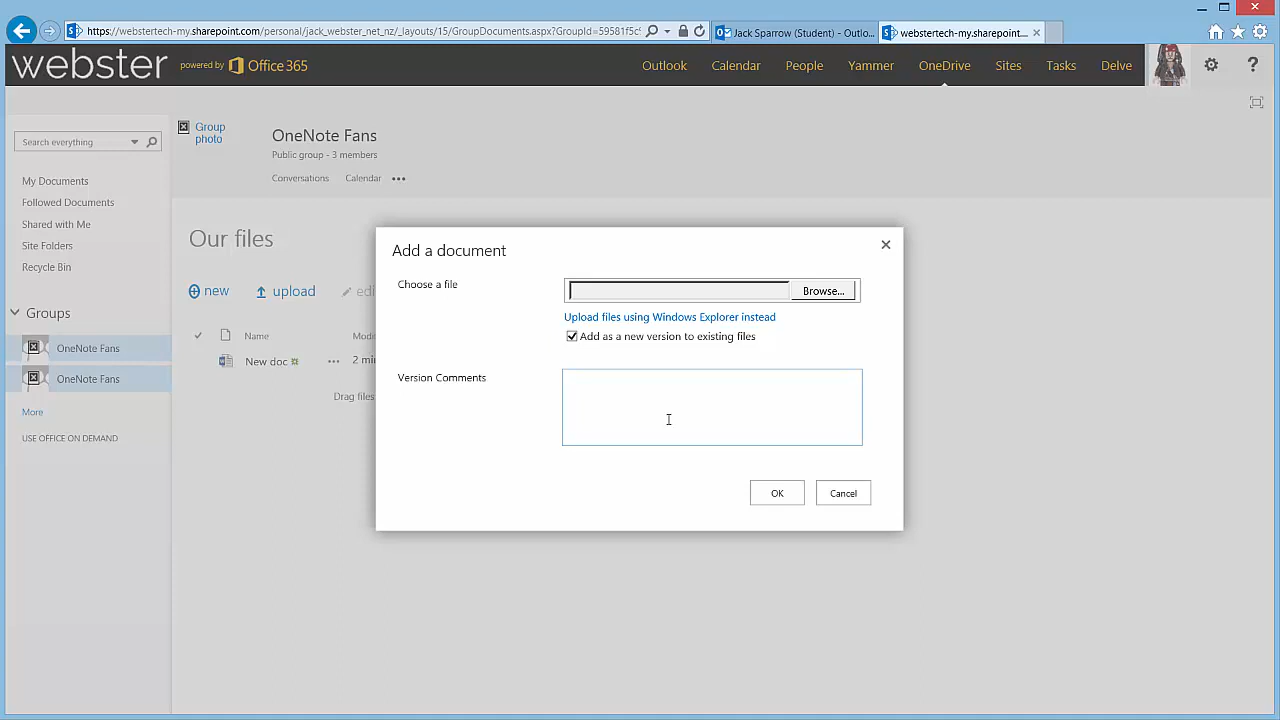 https://webstertech-my.sharepoint.com/personal/jack_webster_net_nz/_layouts/15/GroupDocuments.aspx?GroupId=59581f5c
Jack Sparrow (Student) - Outlo...
webstertech-my.sharepoint....
webster powered by Office 365
Outlook Calendar People Yammer OneDrive Sites Tasks Delve
?
Group photo
OneNote Fans
Public group - 3 members
Conversations Calendar •••
Search everything
My Documents
Followed Documents
Shared with Me
Site Folders
Recycle Bin
Groups
OneNote Fans
OneNote Fans
More
USE OFFICE ON DEMAND
Our files
new upload edi
Name Modi
New doc ••• 2 min
Drag files
Add a document
Choose a file
Browse...
Upload files using Windows Explorer instead
Add as a new version to existing files
Version Comments
OK Cancel